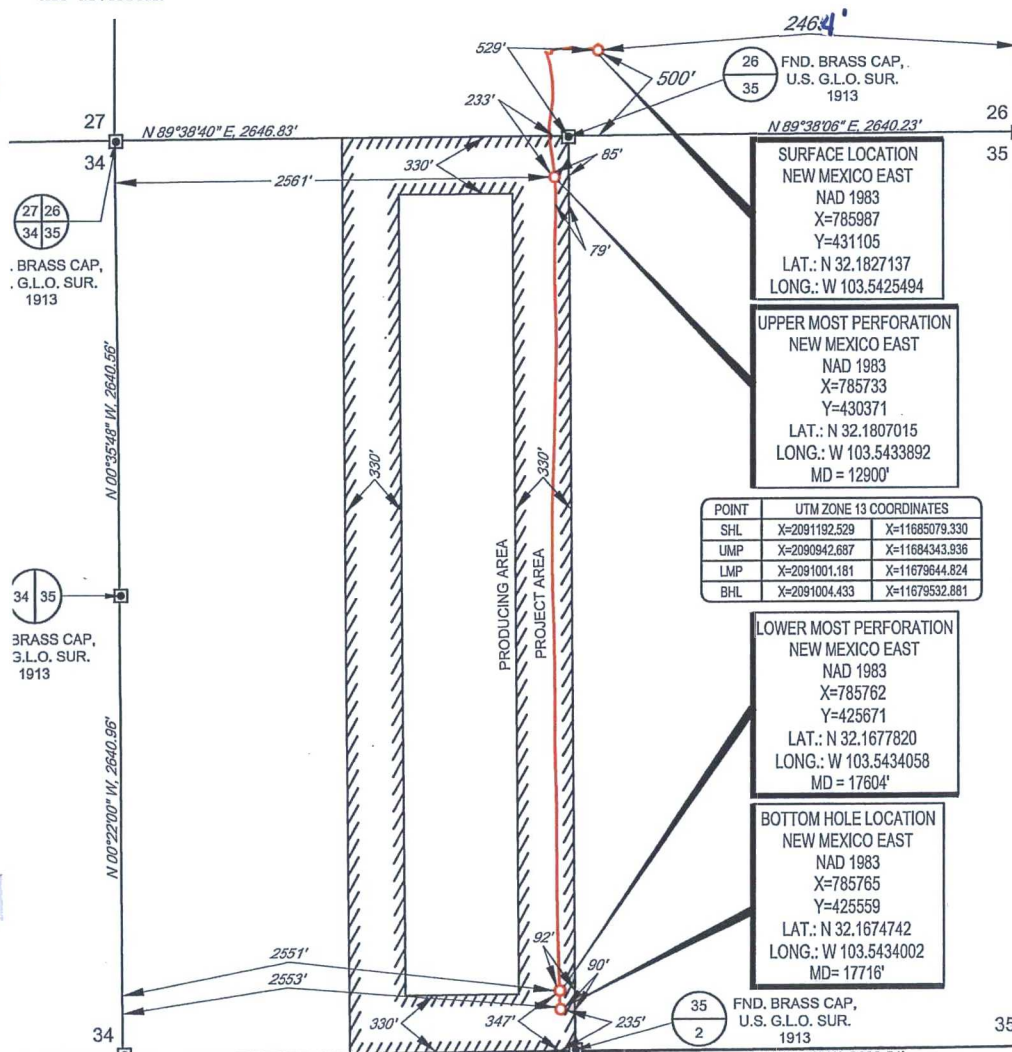 246.4'
529'
26
35
FND. BRASS CAP,
U.S. G.L.O. SUR.
1913
500'
233'
27
N 89°38'40" E, 2646.83'
N 89°38'06" E, 2640.23'
26
34
35
330'
85'
2561'
79'
27 26
34 35
. BRASS CAP,
. G.L.O. SUR.
1913
SURFACE LOCATION
NEW MEXICO EAST
NAD 1983
X=785987
Y=431105
LAT.: N 32.1827137
LONG.: W 103.5425494
UPPER MOST PERFORATION
NEW MEXICO EAST
NAD 1983
X=785733
Y=430371
LAT.: N 32.1807015
LONG.: W 103.5433892
MD = 12900'
N 00°35'48" W, 2640.56'
330'
330'
PRODUCING AREA
PROJECT AREA
POINT UTM ZONE 13 COORDINATES
SHL X=2091192.529 X=11685079.330
UMP X=2090942.687 X=11684343.936
LMP X=2091001.181 X=11679644.824
BHL X=2091004.433 X=11679532.881
34 35
BRASS CAP,
G.L.O. SUR.
1913
LOWER MOST PERFORATION
NEW MEXICO EAST
NAD 1983
X=785762
Y=425671
LAT.: N 32.1677820
LONG.: W 103.5434058
MD = 17604'
N 00°22'00" W, 2640.96'
BOTTOM HOLE LOCATION
NEW MEXICO EAST
NAD 1983
X=785765
Y=425559
LAT.: N 32.1674742
LONG.: W 103.5434002
MD= 17716'
92'
90'
2551'
2553'
330'
347'
235'
35
2
FND. BRASS CAP,
U.S. G.L.O. SUR.
1913
34
35